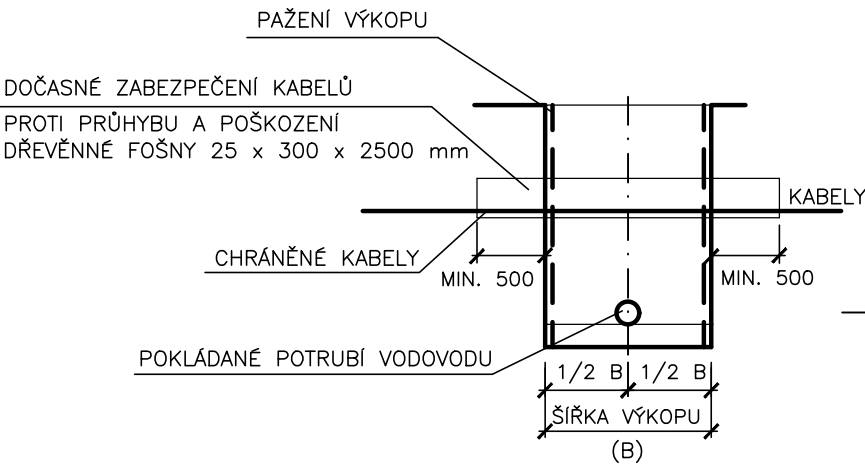 PAŽENÍ VÝKOPU
DOČASNÉ ZABEZPEČENÍ KABELŮ
PROTI PRŮHYBU A POŠKOZENÍ
DŘEVĚNNÉ FOŠNY 25 x 300 x 2500 mm
KABELY
CHRÁNĚNÉ KABELY
MIN. 500
MIN. 500
POKLÁDANÉ POTRUBÍ VODOVODU
1/2 B
1/2 B
ŠÍŘKA VÝKOPU
(B)